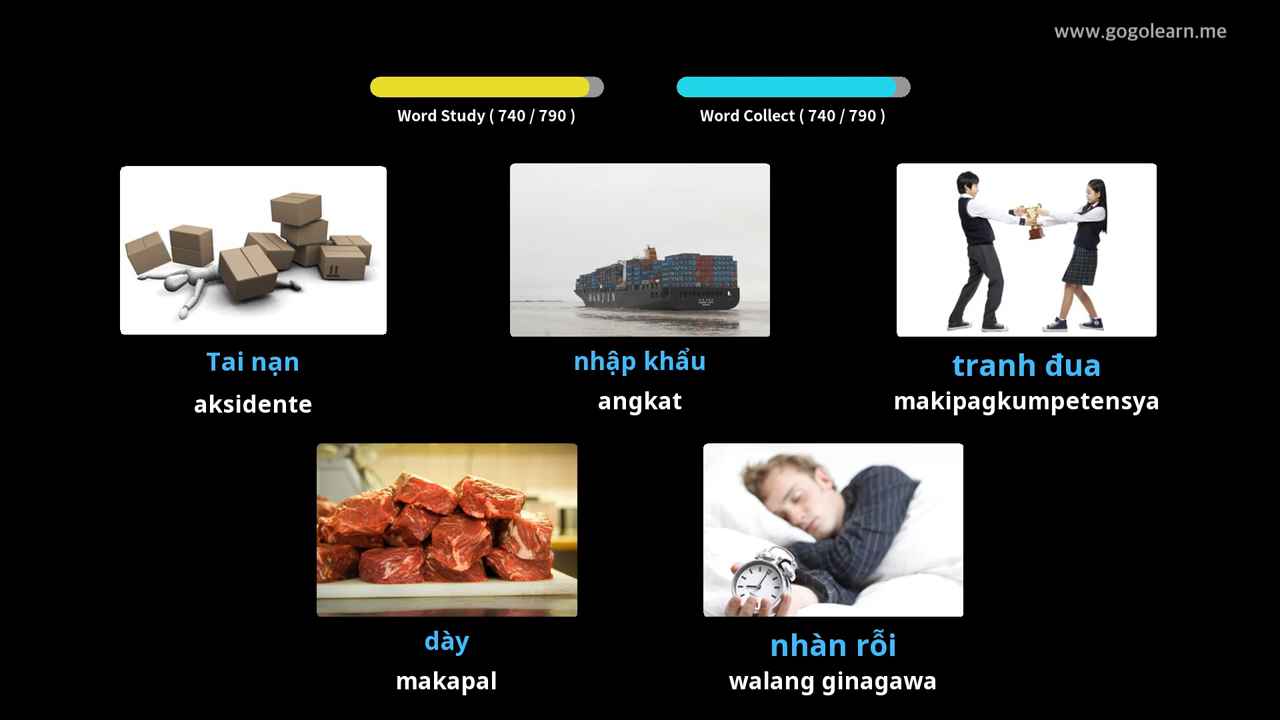 www.gogolearn.me
Word Study ( 740 / 790 )
Word Collect ( 740 / 790 )
Tai nạn
aksidente
nhập khẩu
angkat
tranh đua
makipagkumpetensya
HANJIN
dày
makapal
nhàn rỗi
walang ginagawa